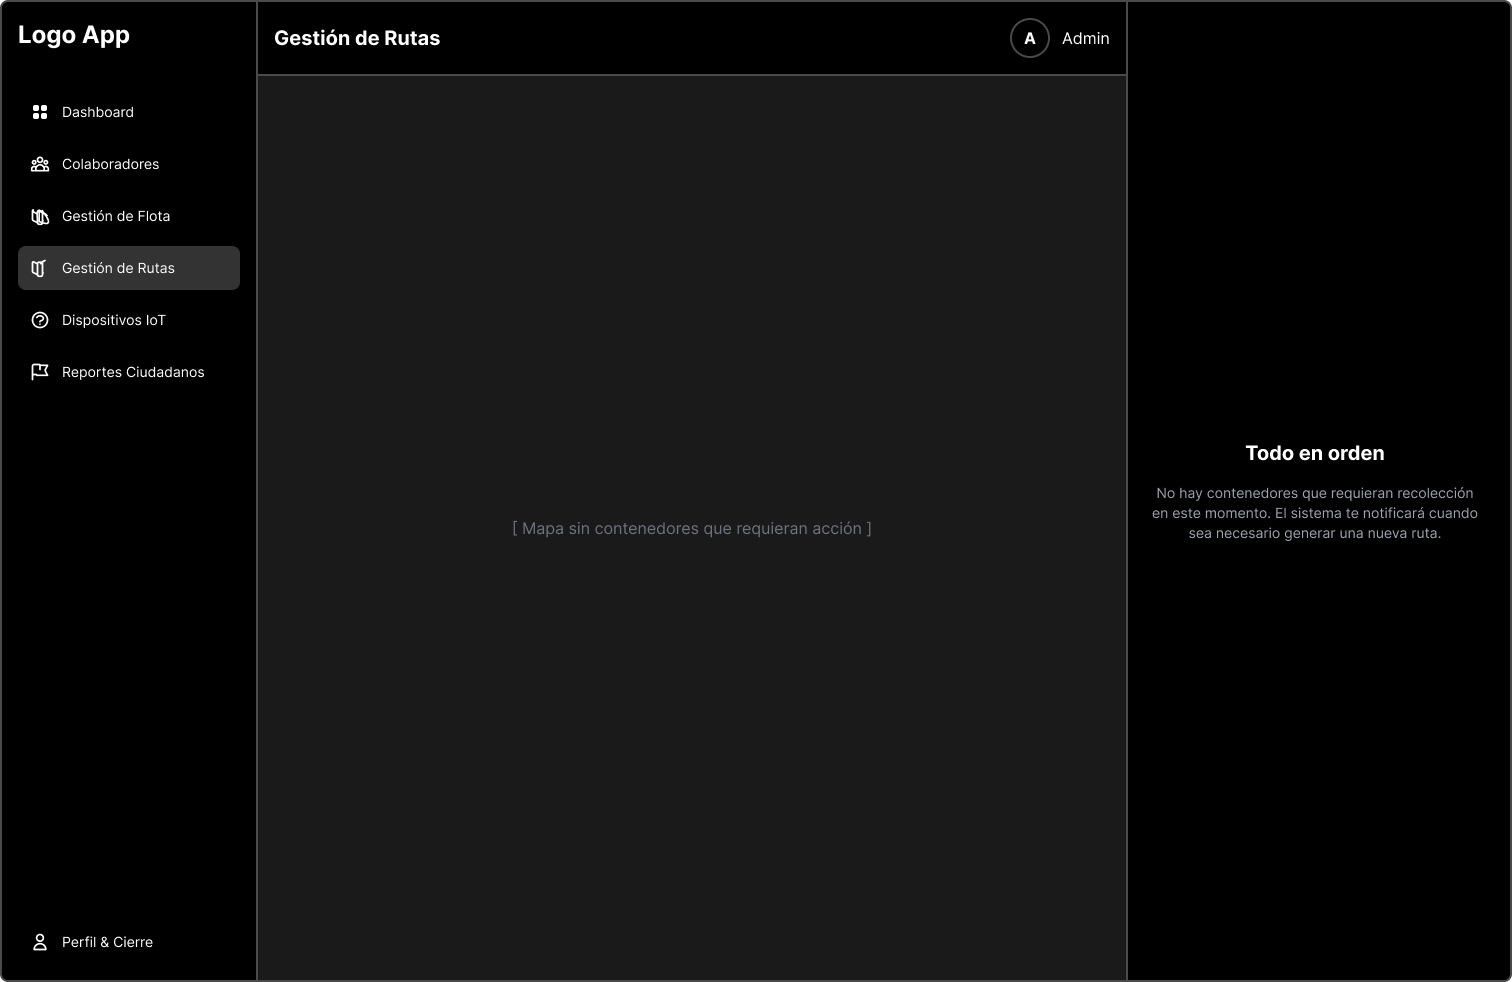 Logo App
Dashboard
Colaboradores
Gestión de Flota
Gestión de Rutas
Dispositivos IoT
Reportes Ciudadanos
Perfil & Cierre
Gestión de Rutas
A
Admin
[ Mapa sin contenedores que requieran acción ]
Todo en orden
No hay contenedores que requieran recolección
en este momento. El sistema te notificará cuando
sea necesario generar una nueva ruta.